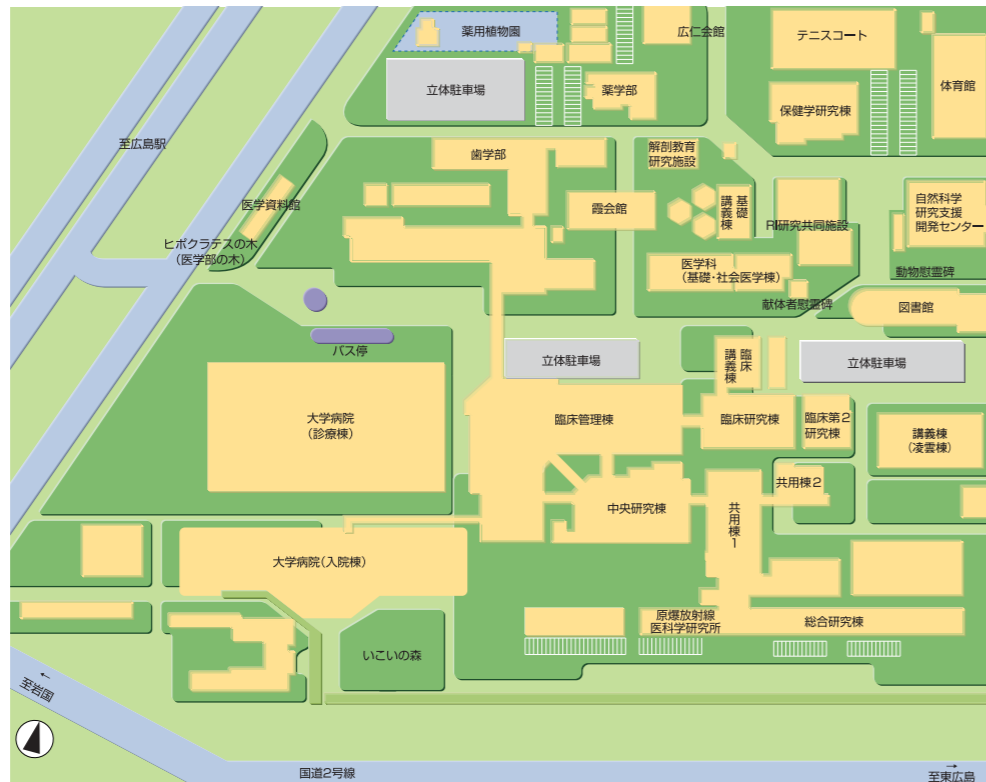 薬用植物園
広仁会館
テニスコート
体育館
立体駐車場
薬学部
保健学研究棟
至広島駅
歯学部
解剖教育
研究施設
医学資料館
霞会館
基礎
講義棟
RI研究共同施設
自然科学
研究支援
開発センター
ヒポクラテスの木
(医学部の木)
医学科
(基礎・社会医学棟)
動物慰霊碑
献体者慰霊碑
図書館
バス停
立体駐車場
臨床
講義棟
立体駐車場
大学病院
(診療棟)
臨床管理棟
臨床研究棟
臨床第2
研究棟
講義棟
(凌雲棟)
共用棟2
中央研究棟
共用棟1
大学病院(入院棟)
原爆放射線
医科学研究所
総合研究棟
いこいの森
←
至岩国
国道2号線
→
至東広島